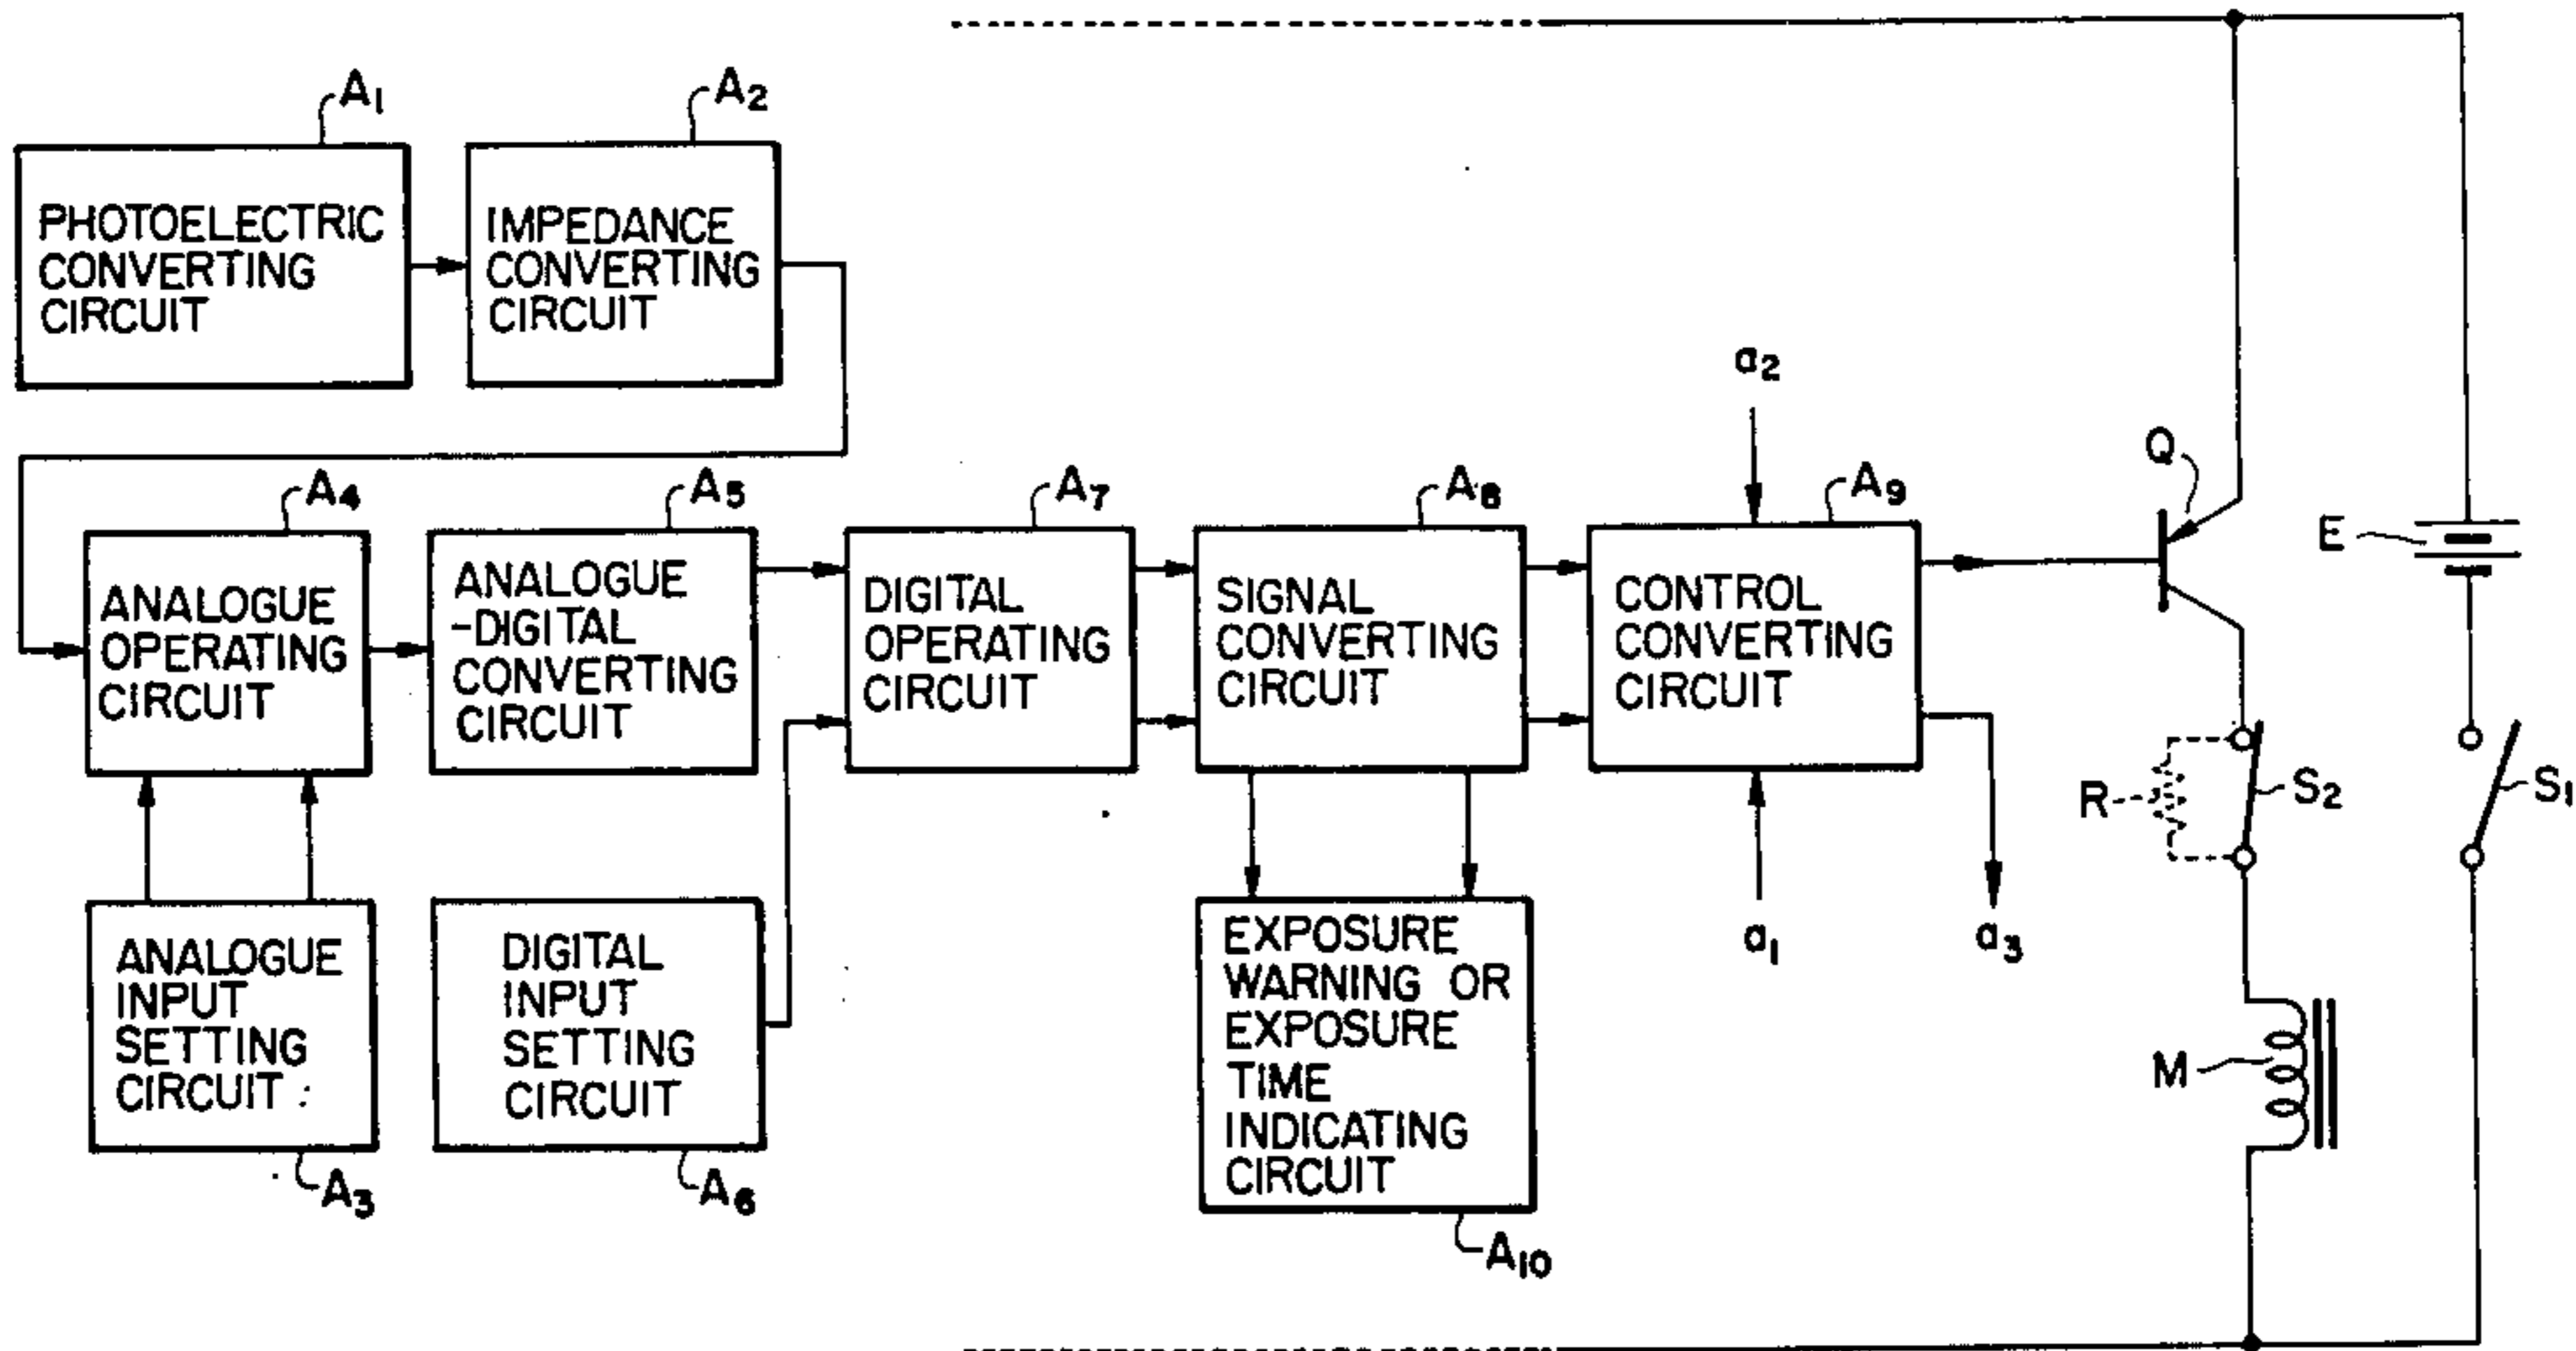 A1
A2
PHOTOELECTRIC
CONVERTING
CIRCUIT
IMPEDANCE
CONVERTING
CIRCUIT
a2
Q
A4
A5
A7
A8
A9
E
ANALOGUE
OPERATING
CIRCUIT
ANALOGUE
-DIGITAL
CONVERTING
CIRCUIT
DIGITAL
OPERATING
CIRCUIT
SIGNAL
CONVERTING
CIRCUIT
CONTROL
CONVERTING
CIRCUIT
R
S2
S1
ANALOGUE
INPUT
SETTING
CIRCUIT
DIGITAL
INPUT
SETTING
CIRCUIT
EXPOSURE
WARNING OR
EXPOSURE
TIME
INDICATING
CIRCUIT
a1
a3
M
A3
A6
A10